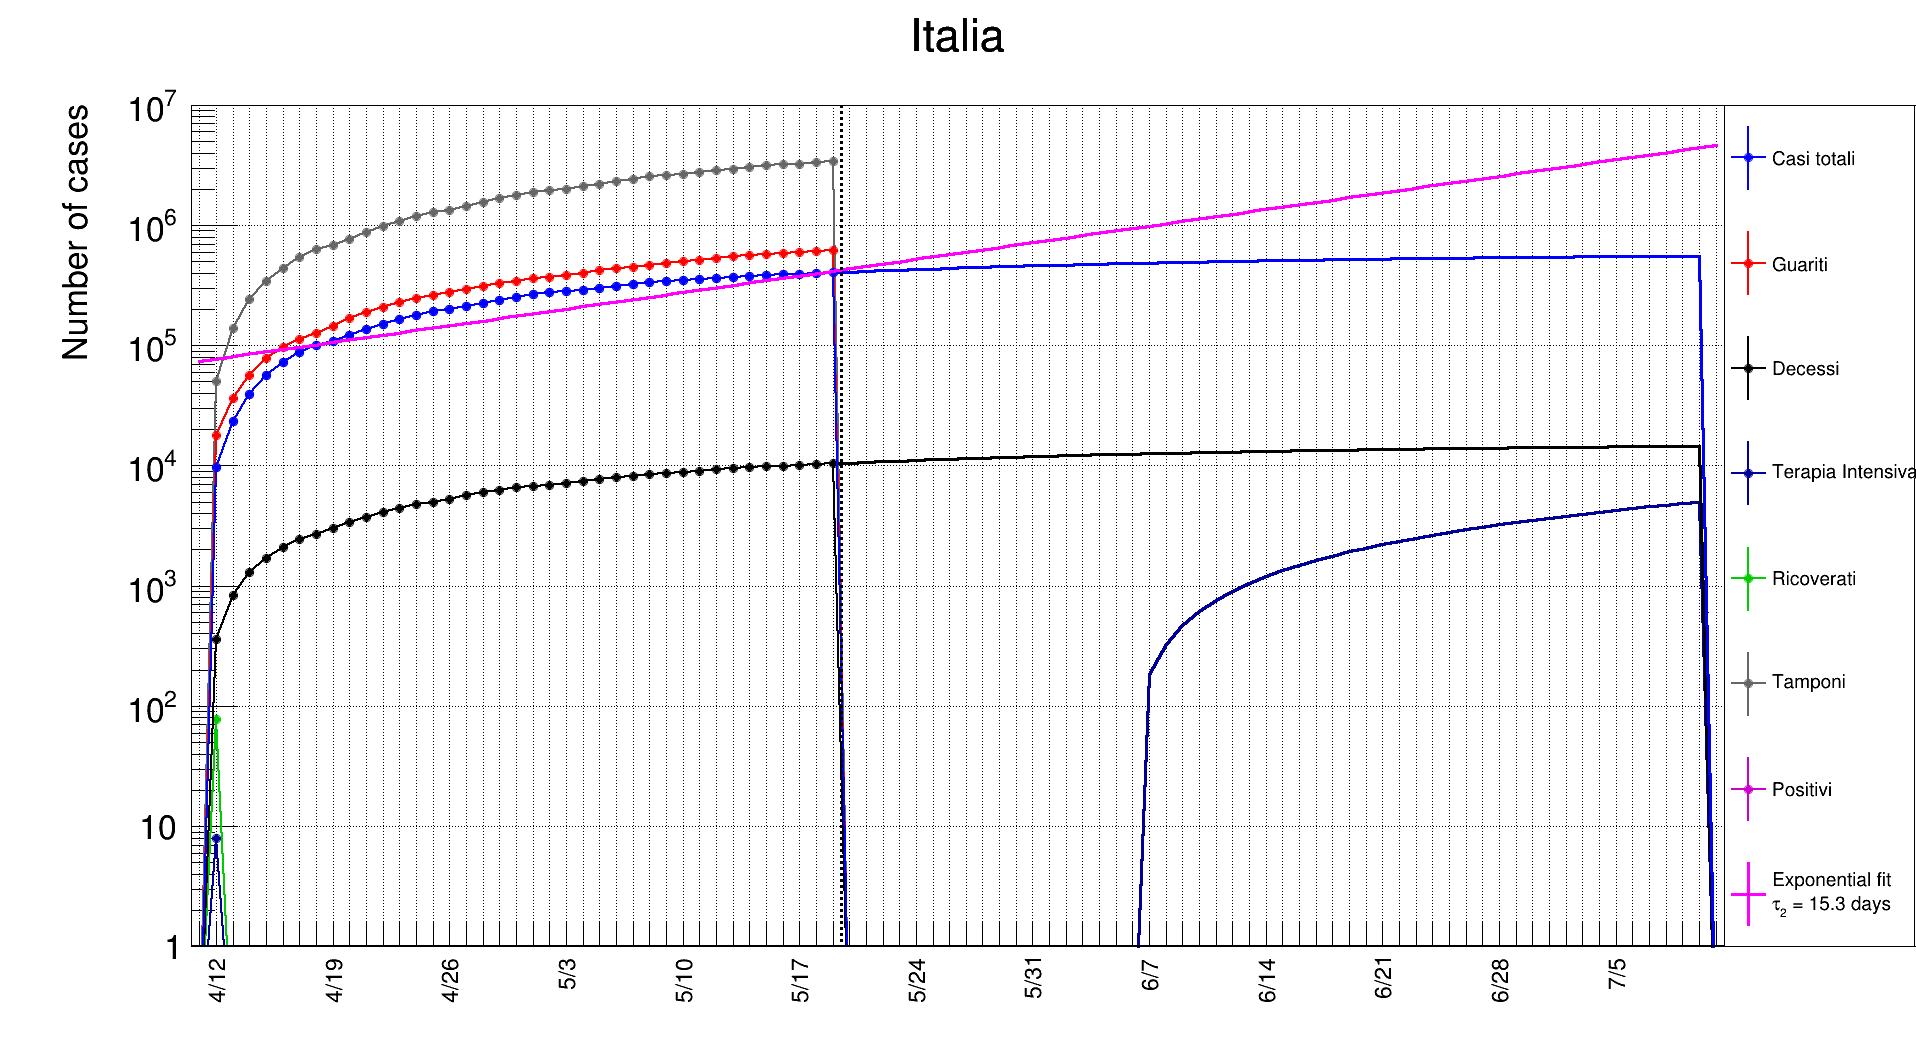 Italia
Number of cases
10^7
10^6
10^5
10^4
10^3
10^2
10
1
4/12
4/19
4/26
5/3
5/10
5/17
5/24
5/31
6/7
6/14
6/21
6/28
7/5
Casi totali
Guariti
Decessi
Terapia Intensiva
Ricoverati
Tamponi
Positivi
Exponential fit
τ_2 = 15.3 days